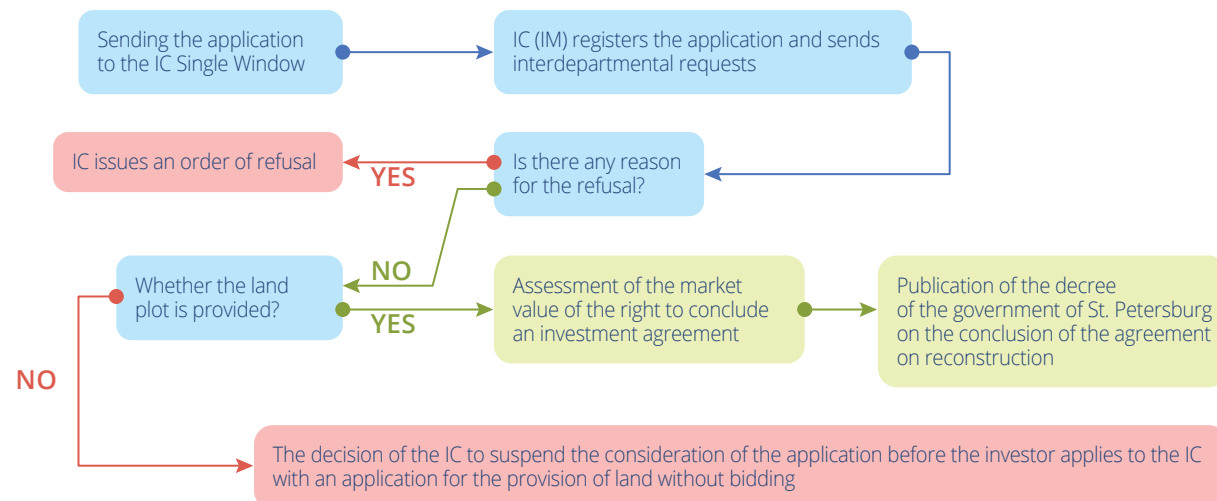 Sending the application
to the IC Single Window
IC (IM) registers the application and sends
interdepartmental requests
IC issues an order of refusal
YES
Is there any reason
for the refusal?
NO
Whether the land
plot is provided?
YES
Assessment of the market
value of the right to conclude
an investment agreement
Publication of the decree
of the government of St. Petersburg
on the conclusion of the agreement
on reconstruction
NO
The decision of the IC to suspend the consideration of the application before the investor applies to the IC
with an application for the provision of land without bidding